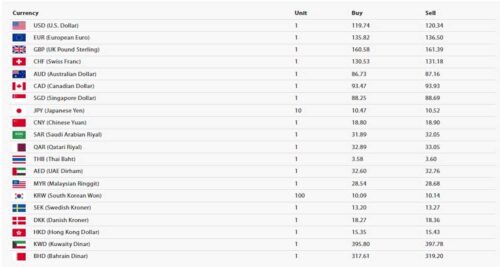 Currency Unit Buy Sell
USD (U.S. Dollar) 1 119.74 120.34
EUR (European Euro) 1 135.82 136.50
GBP (UK Pound Sterling) 1 160.58 161.39
CHF (Swiss Franc) 1 130.53 131.18
AUD (Australian Dollar) 1 86.73 87.16
CAD (Canadian Dollar) 1 93.47 93.93
SGD (Singapore Dollar) 1 88.25 88.69
JPY (Japanese Yen) 10 10.47 10.52
CNY (Chinese Yuan) 1 18.80 18.90
SAR (Saudi Arabian Riyal) 1 31.89 32.05
QAR (Qatari Riyal) 1 32.89 33.05
THB (Thai Baht) 1 3.58 3.60
AED (UAE Dirham) 1 32.60 32.76
MYR (Malaysian Ringgit) 1 28.54 28.68
KRW (South Korean Won) 100 10.09 10.14
SEK (Swedish Kroner) 1 13.20 13.27
DKK (Danish Kroner) 1 18.27 18.36
HKD (Hong Kong Dollar) 1 15.35 15.43
KWD (Kuwaity Dinar) 1 395.80 397.78
BHD (Bahrain Dinar) 1 317.61 319.20